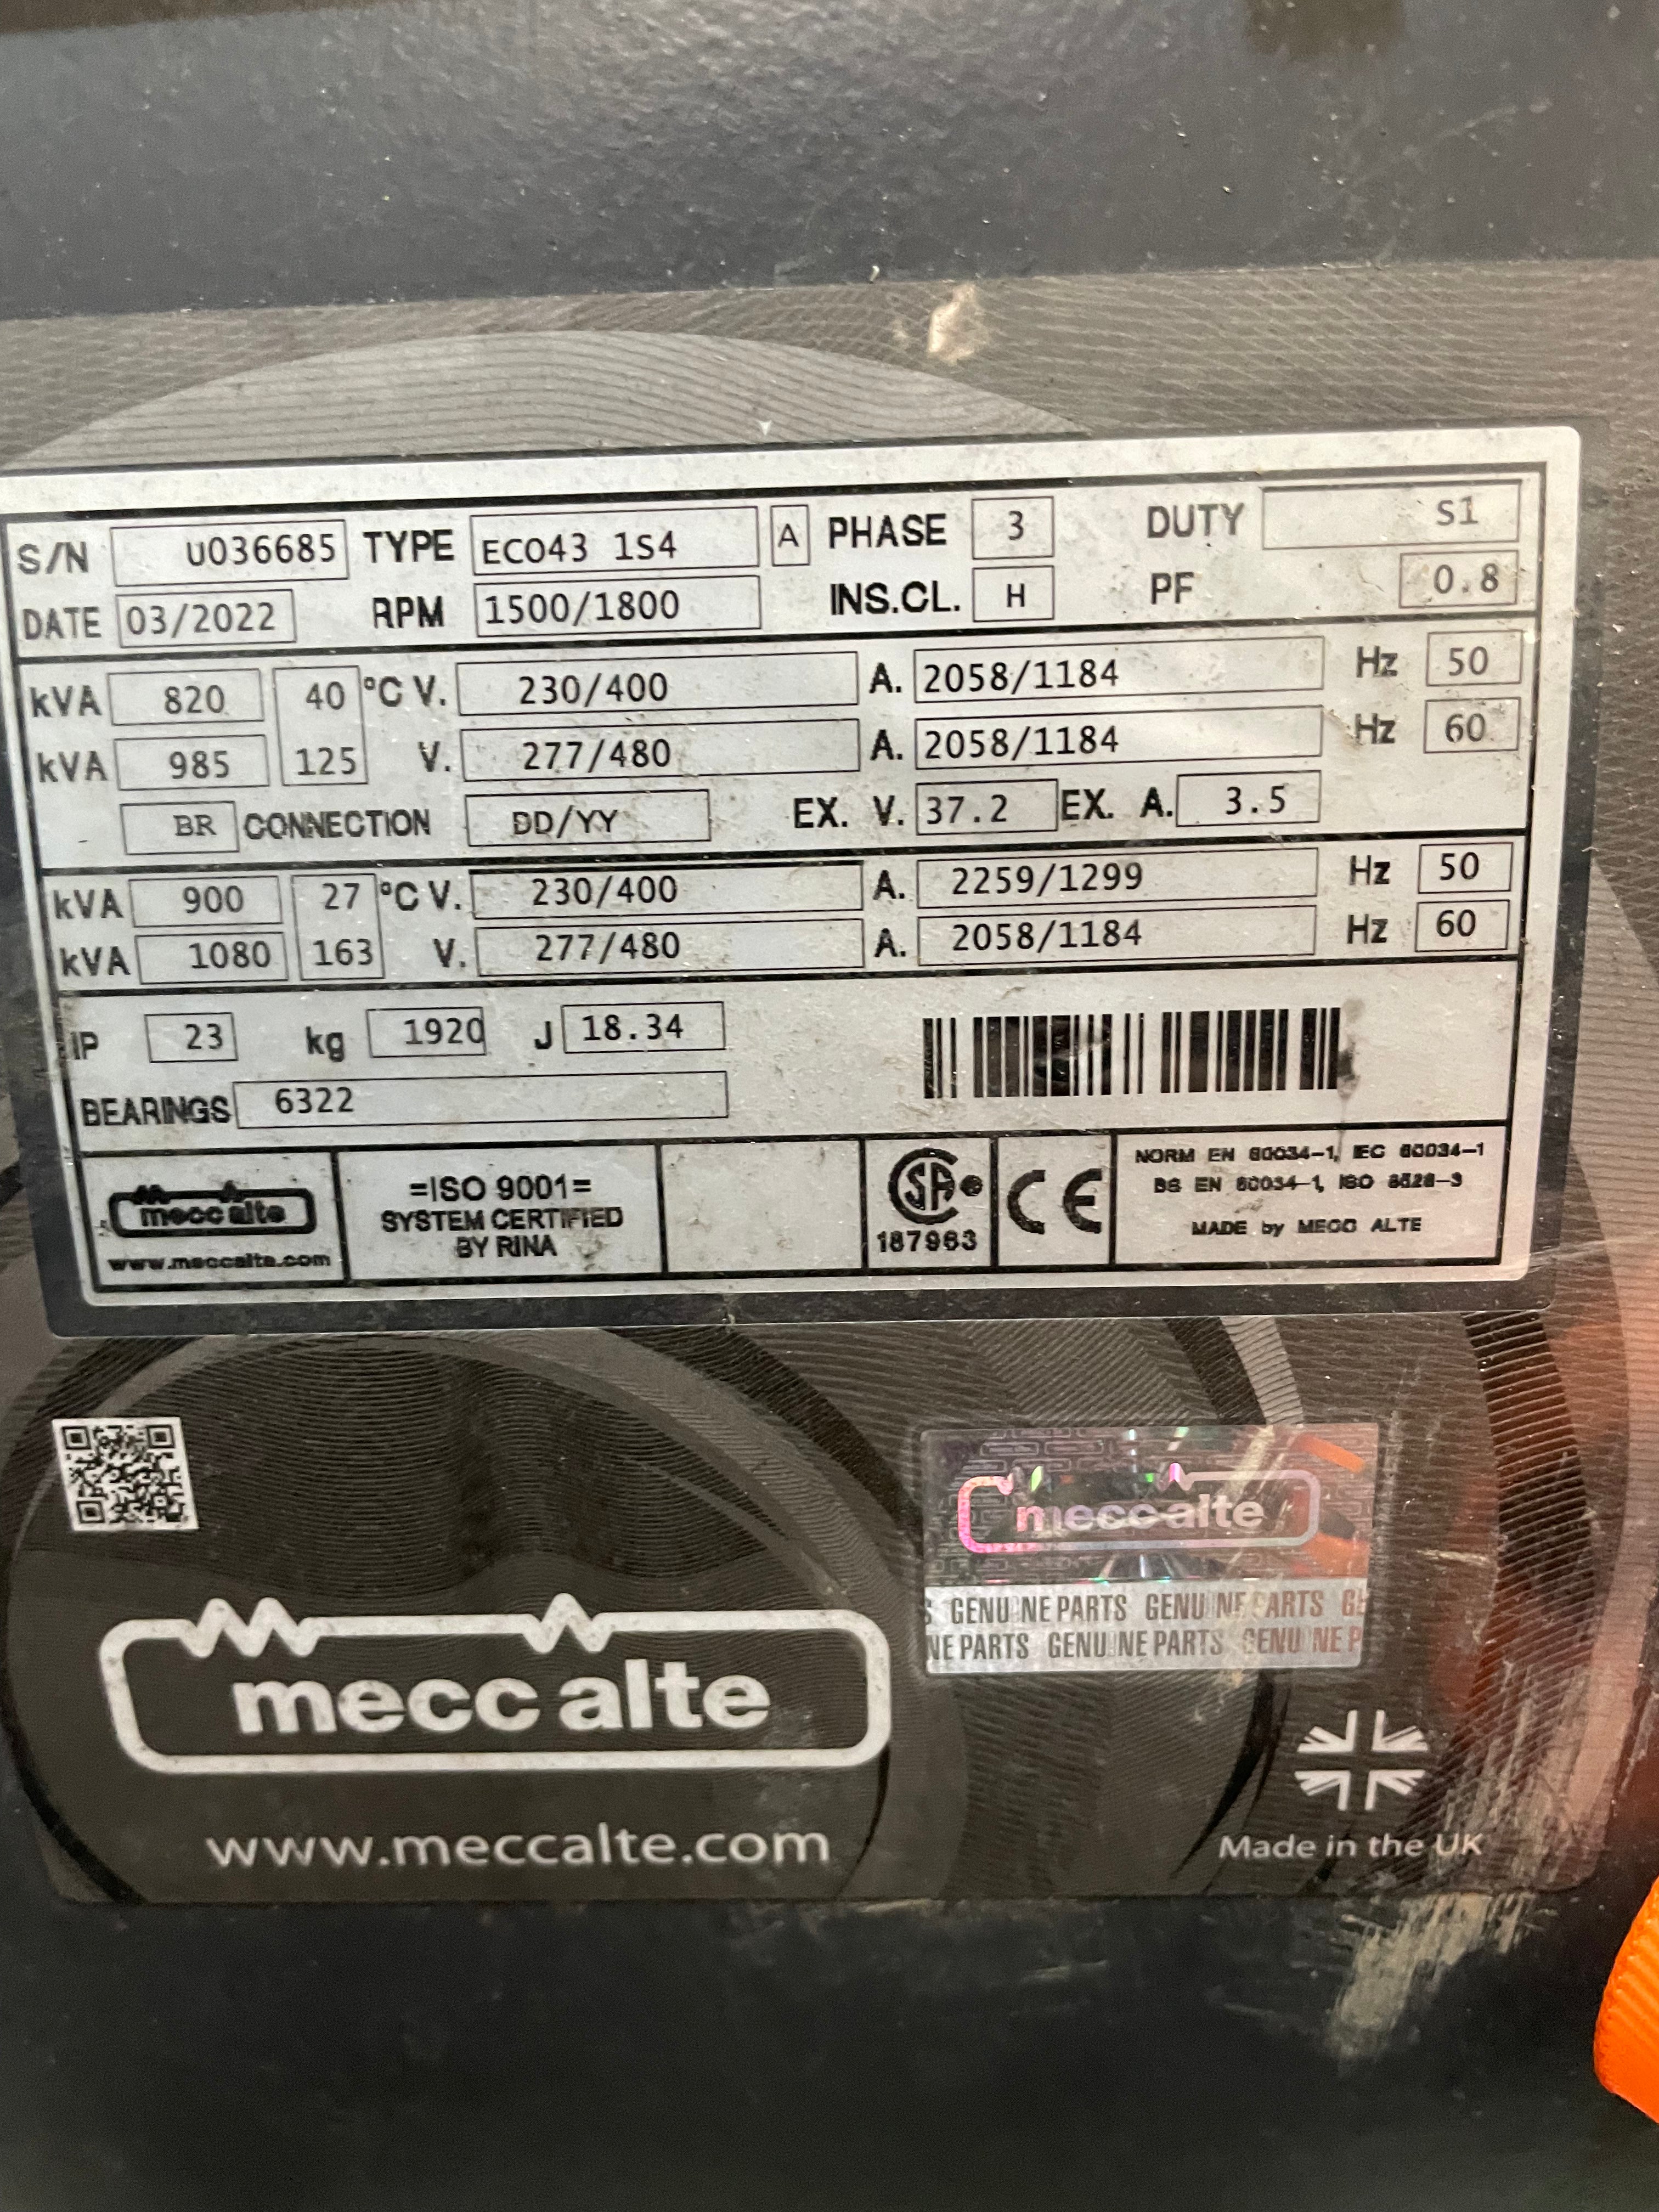 S/N U036685 TYPE ECO43 1S4 A PHASE 3 DUTY S1
DATE 03/2022 RPM 1500/1800 INS.CL. H PF 0.8
kVA 820 40 °C V. 230/400 A. 2058/1184 Hz 50
kVA 985 125 V. 277/480 A. 2058/1184 Hz 60
BR CONNECTION DD/YY EX. V. 37.2 EX. A. 3.5
kVA 900 27 °C V. 230/400 A. 2259/1299 Hz 50
kVA 1080 163 V. 277/480 A. 2058/1184 Hz 60
IP 23 kg 1920 J 18.34
BEARINGS 6322
mecc alte
www.meccalte.com
=ISO 9001=
SYSTEM CERTIFIED
BY RINA
SA ®
187963
CE
NORM EN 60034-1, IEC 60034-1
BS EN 60034-1, ISO 8528-3
MADE by MECC ALTE
mecc alte
GENUINE PARTS GENUINE PARTS
NE PARTS GENUINE PARTS GENUINE P
mecc alte
www.meccalte.com
Made in the UK